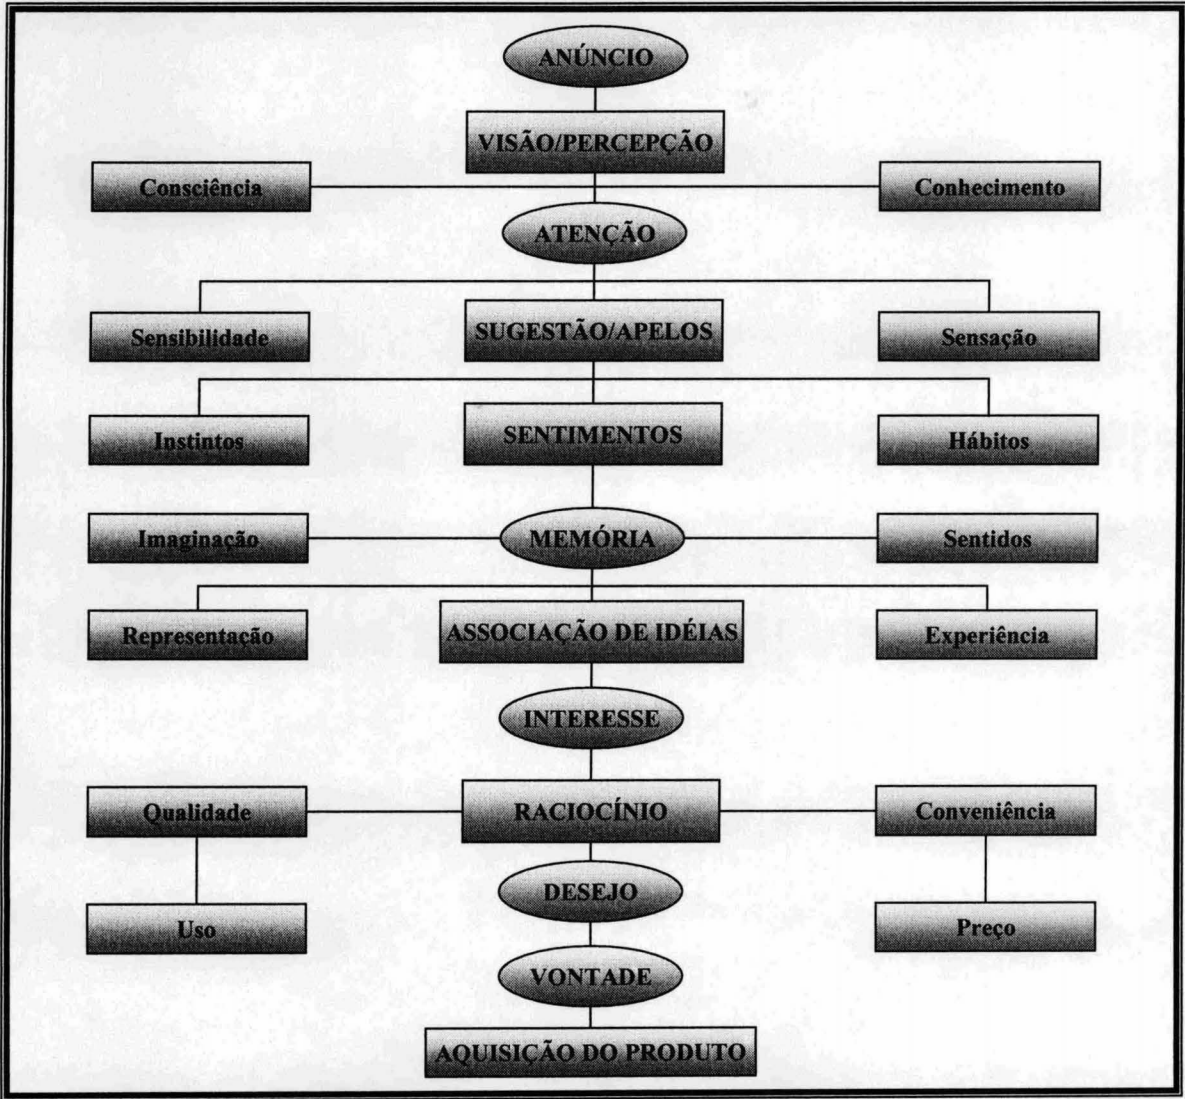 ANÚNCIO
VISÃO/PERCEPÇÃO
Consciência
Conhecimento
ATENÇÃO
Sensibilidade
SUGESTÃO/APELOS
Sensação
Instintos
SENTIMENTOS
Hábitos
Imaginação
MEMÓRIA
Sentidos
Representação
ASSOCIAÇÃO DE IDÉIAS
Experiência
INTERESSE
Qualidade
RACIOCÍNIO
Conveniência
DESEJO
Uso
Preço
VONTADE
AQUISIÇÃO DO PRODUTO